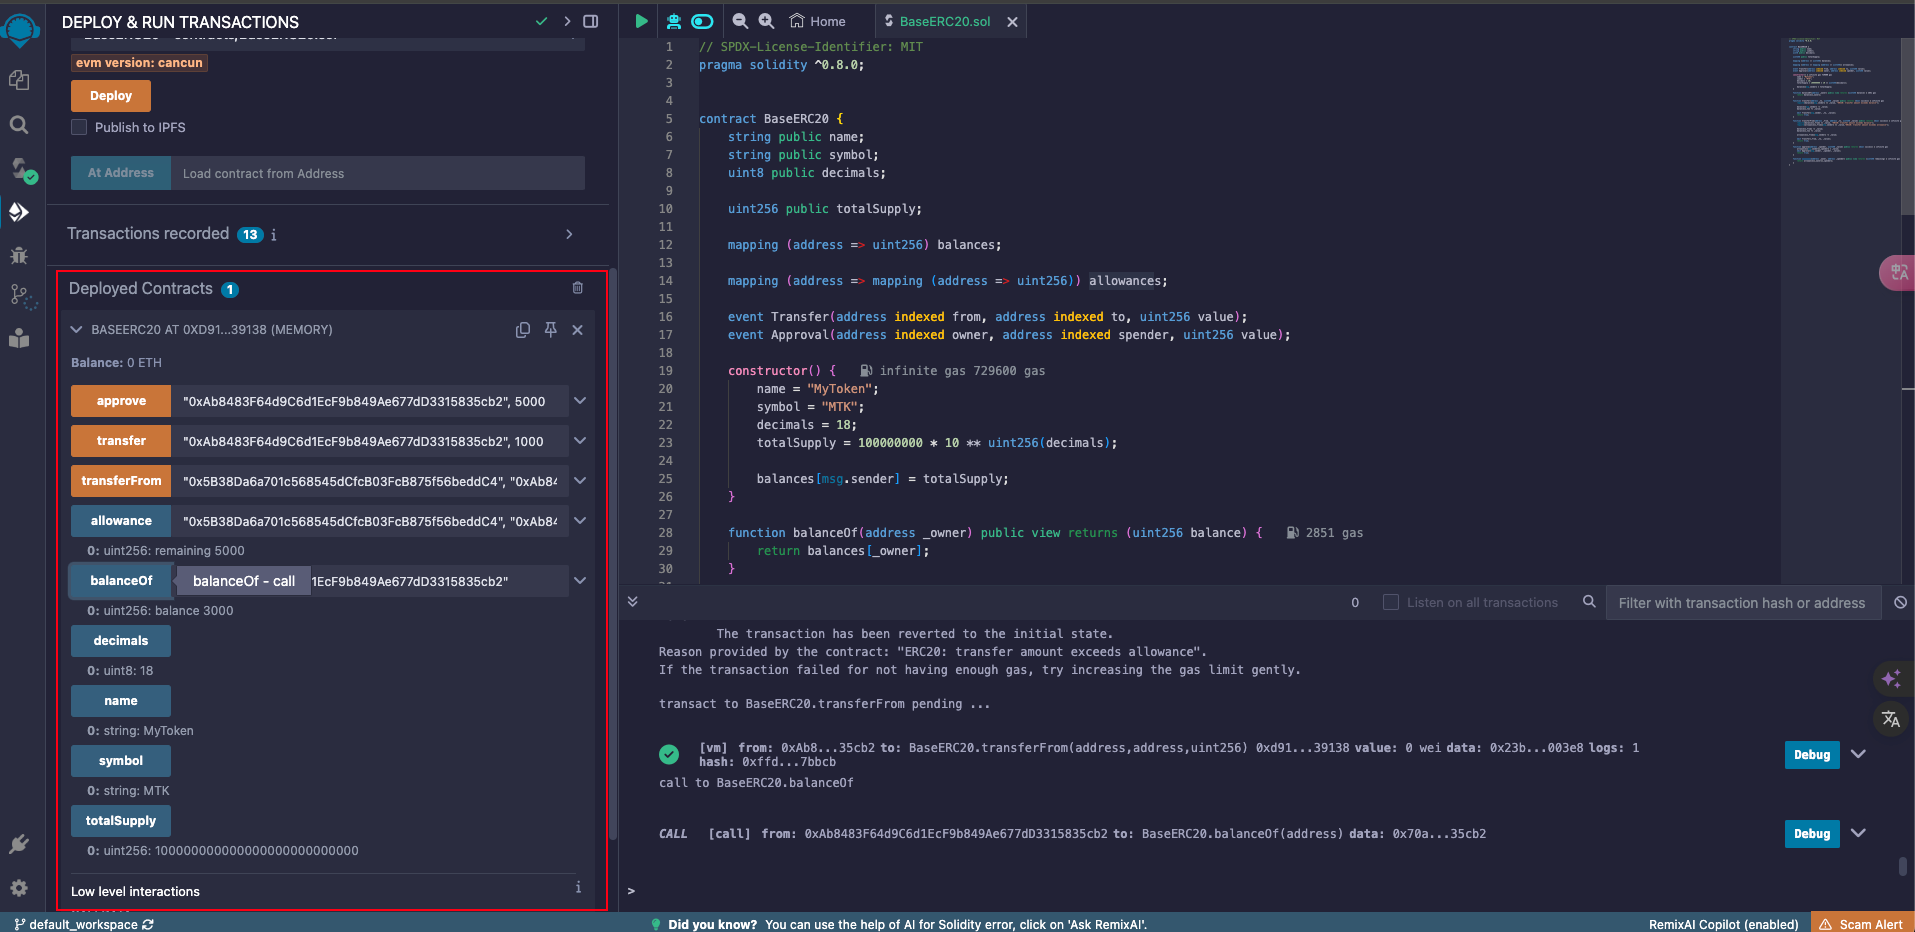 DEPLOY & RUN TRANSACTIONS
evm version: cancun
Deploy
Publish to IPFS
At Address
Load contract from Address
Transactions recorded 13 i
Deployed Contracts 1
BASEERC20 AT 0XD91...39138 (MEMORY)
Balance: 0 ETH
approve "0xAb8483F64d9C6d1EcF9b849Ae677dD3315835cb2", 5000
transfer "0xAb8483F64d9C6d1EcF9b849Ae677dD3315835cb2", 1000
transferFrom "0x5B38Da6a701c568545dCfcB03FcB875f56beddC4", "0xAb84
allowance "0x5B38Da6a701c568545dCfcB03FcB875f56beddC4", "0xAb84
0: uint256: remaining 5000
balanceOf balanceOf - call 1EcF9b849Ae677dD3315835cb2"
0: uint256: balance 3000
decimals
0: uint8: 18
name
0: string: MyToken
symbol
0: string: MTK
totalSupply
0: uint256: 100000000000000000000000000
Low level interactions i
Home
BaseERC20.sol
1 // SPDX-License-Identifier: MIT
2 pragma solidity ^0.8.0;
3
4
5 contract BaseERC20 {
6 string public name;
7 string public symbol;
8 uint8 public decimals;
9
10 uint256 public totalSupply;
11
12 mapping (address => uint256) balances;
13
14 mapping (address => mapping (address => uint256)) allowances;
15
16 event Transfer(address indexed from, address indexed to, uint256 value);
17 event Approval(address indexed owner, address indexed spender, uint256 value);
18
19 constructor() { infinite gas 729600 gas
20 name = "MyToken";
21 symbol = "MTK";
22 decimals = 18;
23 totalSupply = 100000000 * 10 ** uint256(decimals);
24
25 balances[msg.sender] = totalSupply;
26 }
27
28 function balanceOf(address _owner) public view returns (uint256 balance) { 2851 gas
29 return balances[_owner];
30 }
0 Listen on all transactions Filter with transaction hash or address
The transaction has been reverted to the initial state.
Reason provided by the contract: "ERC20: transfer amount exceeds allowance".
If the transaction failed for not having enough gas, try increasing the gas limit gently.
transact to BaseERC20.transferFrom pending ...
[vm] from: 0xAb8...35cb2 to: BaseERC20.transferFrom(address,address,uint256) 0xd91...39138 value: 0 wei data: 0x23b...003e8 logs: 1
hash: 0xffd...7bbcb
Debug
call to BaseERC20.balanceOf
CALL [call] from: 0xAb8483F64d9C6d1EcF9b849Ae677dD3315835cb2 to: BaseERC20.balanceOf(address) data: 0x70a...35cb2
Debug
>
default_workspace
Did you know? You can use the help of AI for Solidity error, click on 'Ask RemixAI'.
RemixAI Copilot (enabled)
Scam Alert